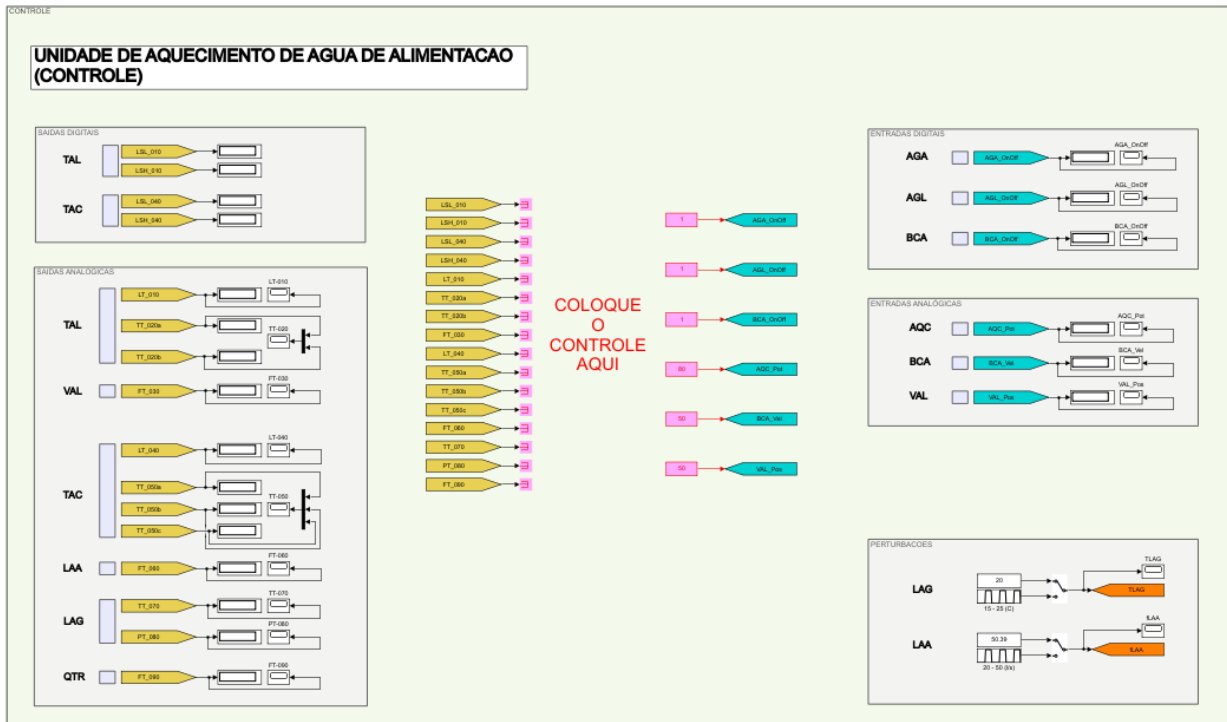 CONTROLE
UNIDADE DE AQUECIMENTO DE AGUA DE ALIMENTACAO
(CONTROLE)
SAIDAS DIGITAIS
TAL
LSL_010
LSH_010
TAC
LSL_040
LSH_040
SAIDAS ANALOGICAS
TAL
LT_010
LT-010
TT_020a
TT-020
TT_020b
VAL
FT_030
FT-030
TAC
LT_040
LT-040
TT_050a
TT_050b
TT-050
TT_050c
LAA
FT_060
FT-060
LAG
TT_070
TT-070
PT_080
PT-080
QTR
FT_090
FT-090
LSL_010
LSH_010
LSL_040
LSH_040
LT_010
TT_020a
TT_020b
FT_030
LT_040
TT_050a
TT_050b
TT_050c
FT_060
TT_070
PT_080
FT_090
COLOQUE
O
CONTROLE
AQUI
1
AGA_OnOff
1
AGL_OnOff
1
BCA_OnOff
60
AQC_Pot
50
BCA_Vel
50
VAL_Pos
ENTRADAS DIGITAIS
AGA
AGA_OnOff
AGA_OnOff
AGL
AGL_OnOff
AGL_OnOff
BCA
BCA_OnOff
BCA_OnOff
ENTRADAS ANALÓGICAS
AQC
AQC_Pot
AQC_Pot
BCA
BCA_Vel
BCA_Vel
VAL
VAL_Pos
VAL_Pos
PERTURBACOES
LAG
20
15 - 25 (C)
TLAG
TLAG
LAA
50.39
20 - 50 (l/s)
fLAA
fLAA